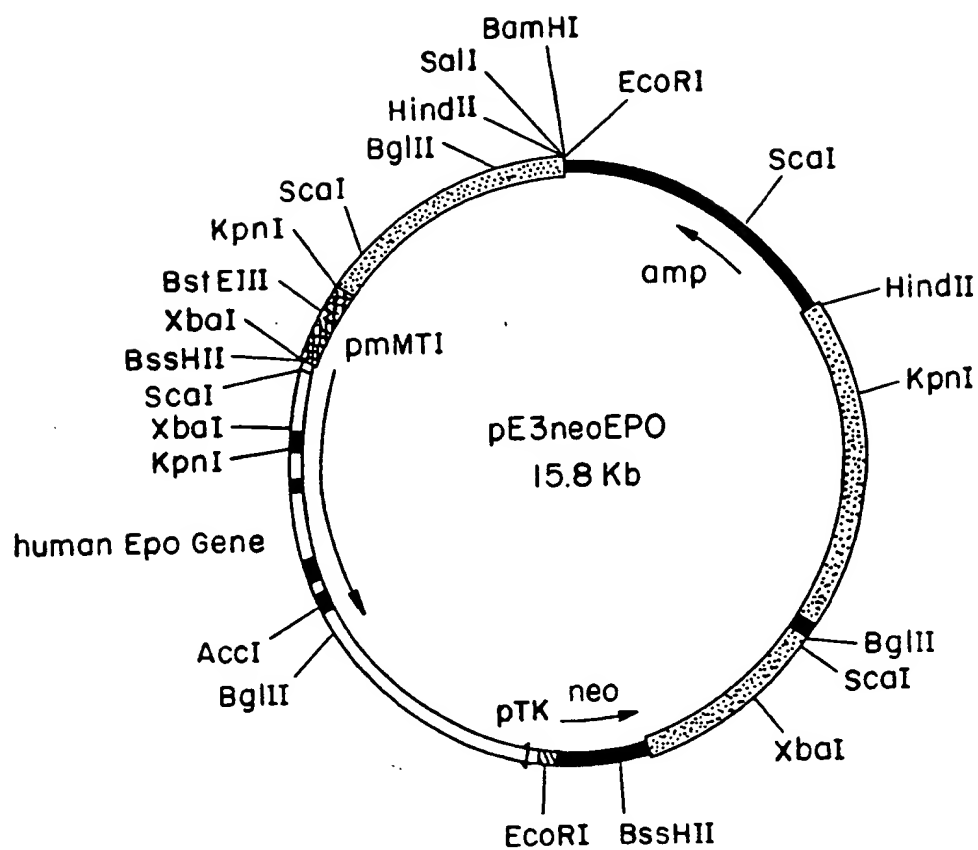 BamHI
SalI
EcoRI
HindII
BglII
ScaI
ScaI
KpnI
amp
BstEIII
HindII
XbaI
pmMTI
BssHII
KpnI
ScaI
XbaI
pE3neoEPO
KpnI
15.8 Kb
human Epo Gene
AccI
BglII
BglII
ScaI
pTK
neo
XbaI
EcoRI
BssHII